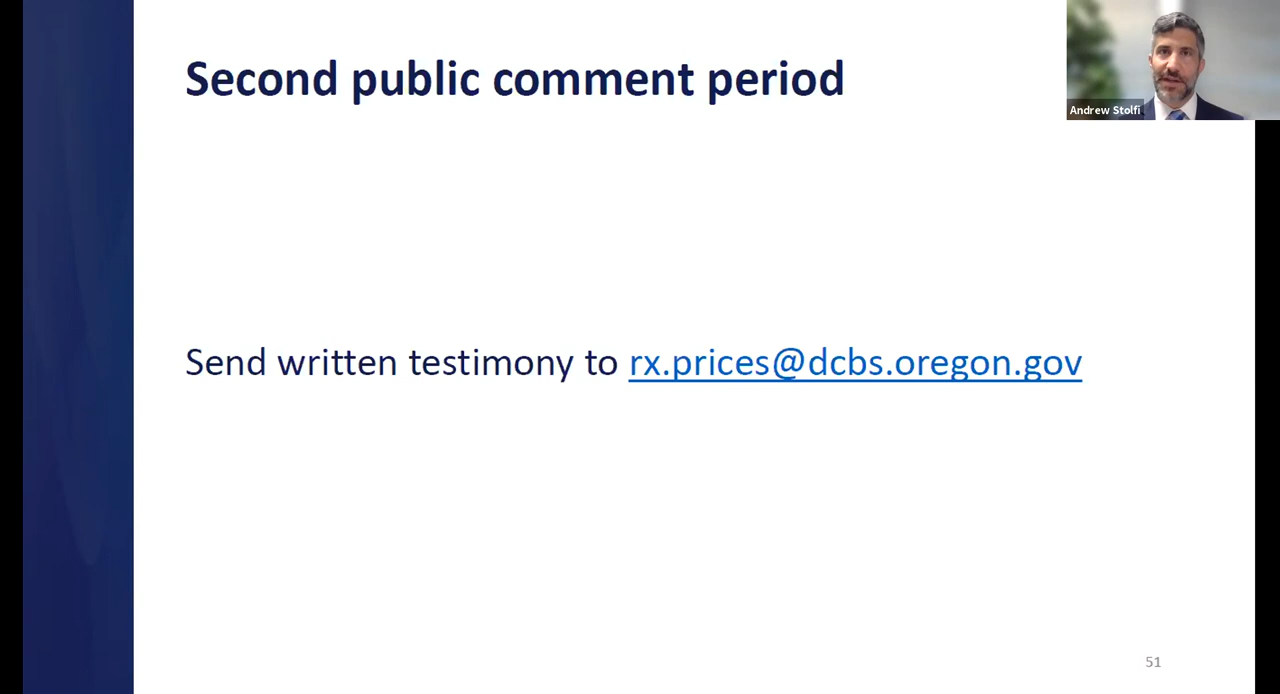 Second public comment period
Andrew Stolfi
Send written testimony to rx.prices@dcbs.oregon.gov
51